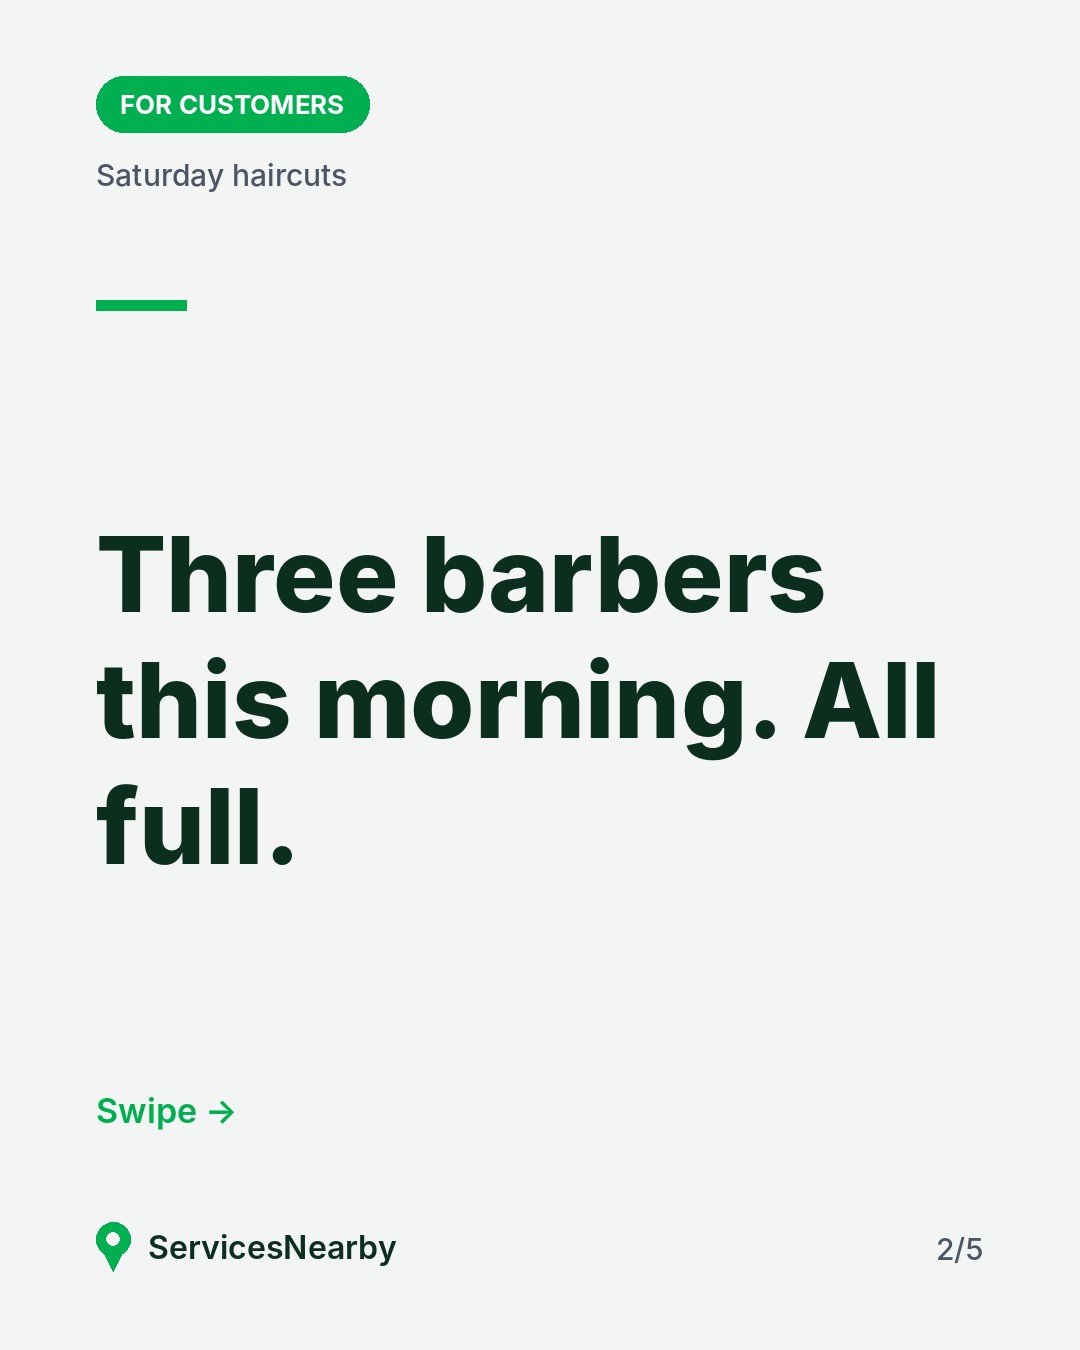 FOR CUSTOMERS
Saturday haircuts
Three barbers
this morning. All
full.
Swipe →
ServicesNearby
2/5